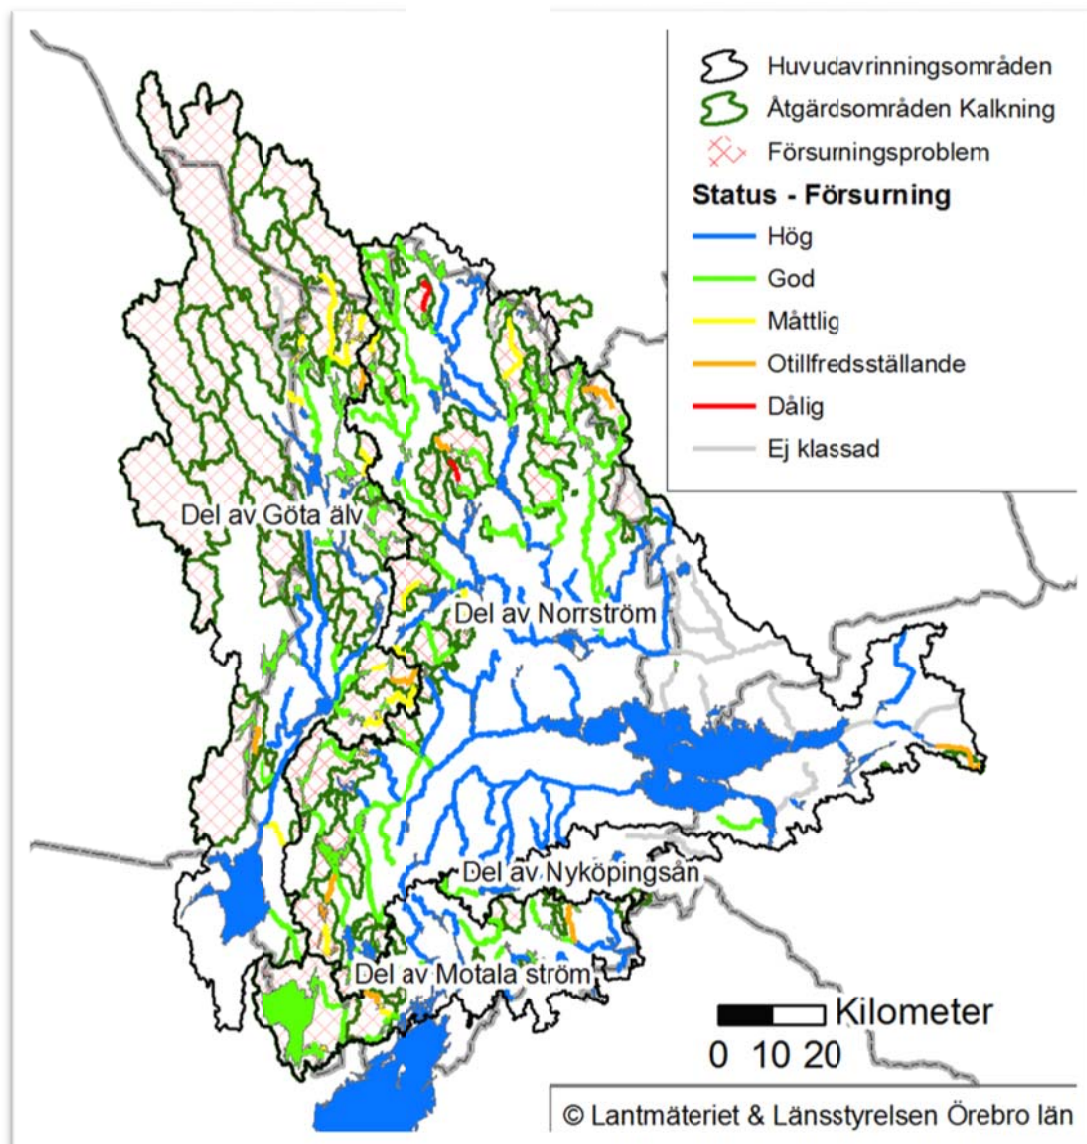 Huvudavrinningsområden
Åtgärdsområden Kalkning
Försurningsproblem
Status - Försurning
Hög
God
Måttlig
Otillfredsställande
Dålig
Ej klassad
Del av Göta älv
Del av Norrström
Del av Nyköpingsån
Del av Motala ström
Kilometer
0 10 20
© Lantmäteriet & Länsstyrelsen Örebro län